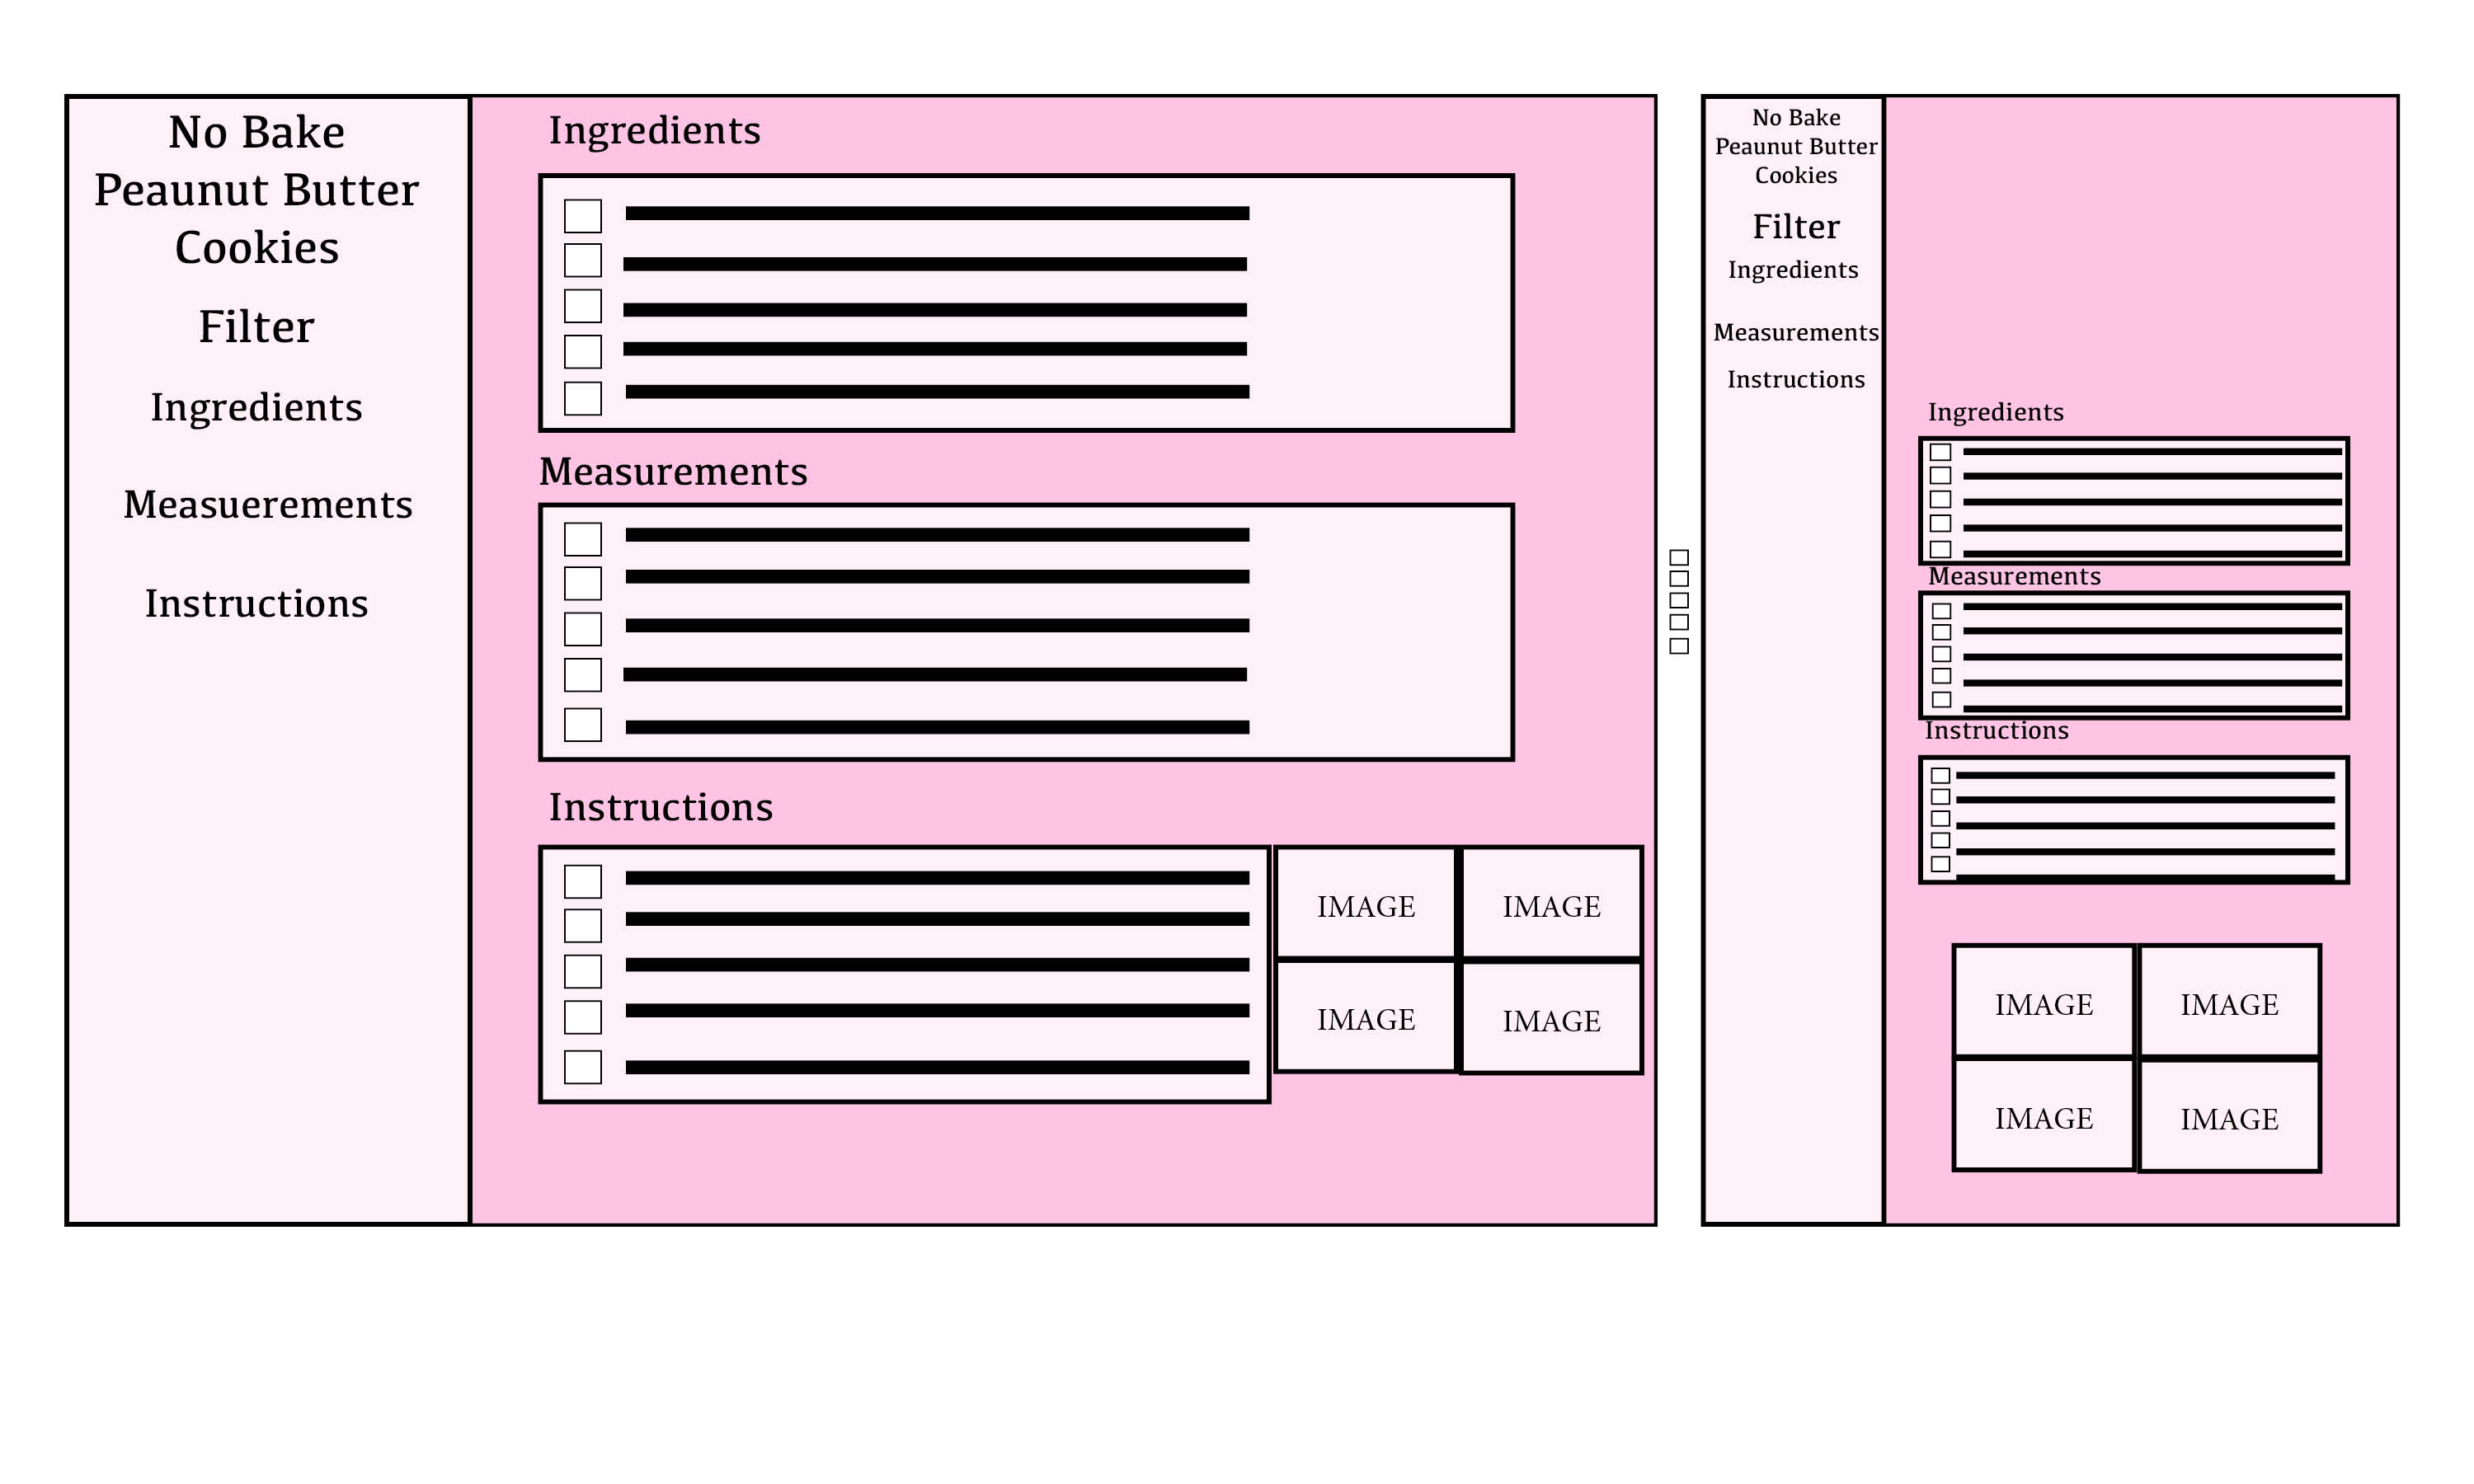 No Bake
Peaunut Butter
Cookies
Filter
Ingredients
Measuerements
Instructions
Ingredients
Measurements
Instructions
IMAGE
IMAGE
IMAGE
IMAGE
No Bake
Peaunut Butter
Cookies
Filter
Ingredients
Measurements
Instructions
Ingredients
Measurements
Instructions
IMAGE
IMAGE
IMAGE
IMAGE